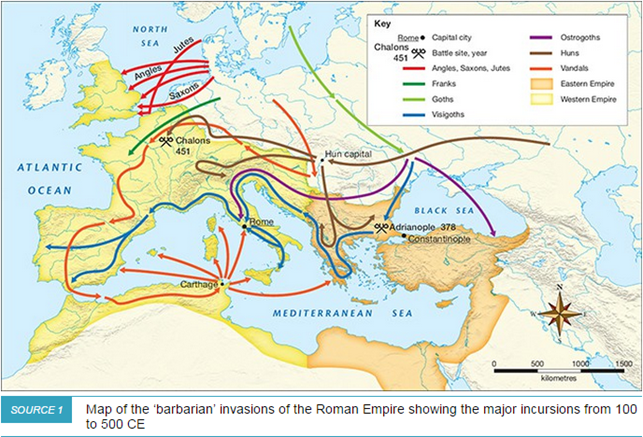 NORTH
SEA
Jutes
Angles
Saxons
Chalons
451
Hun capital
ATLANTIC
OCEAN
Rome
BLACK SEA
Adrianople 378
Constantinople
Carthage
MEDITERRANEAN SEA
Key
Rome Capital city
Chalons
451 Battle site, year
Angles, Saxons, Jutes
Franks
Goths
Visigoths
Ostrogoths
Huns
Vandals
Eastern Empire
Western Empire
N
W E
S
0 500 1000 1500
kilometres
SOURCE 1 Map of the ‘barbarian’ invasions of the Roman Empire showing the major incursions from 100
to 500 CE